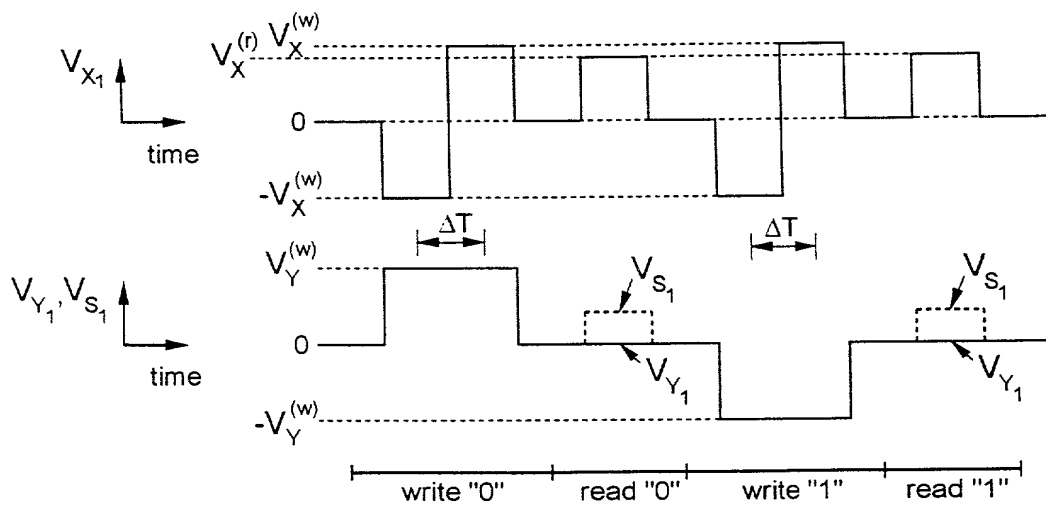 V_X^(w)
V_X^(r)
V_X1
0
time
-V_X^(w)
ΔT ΔT
V_Y^(w)
V_S1 V_S1
V_Y1, V_S1
0
time
V_Y1 V_Y1
-V_Y^(w)
write "0" read "0" write "1" read "1"